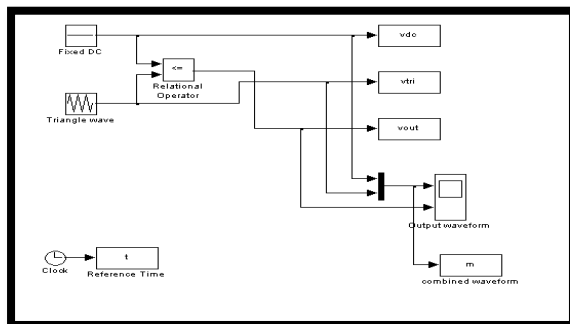 vdc
Fixed DC
<=
vtri
Relational
Operator
Triangle wave
vout
Output waveform
t
m
Clock
Reference Time
combined waveform